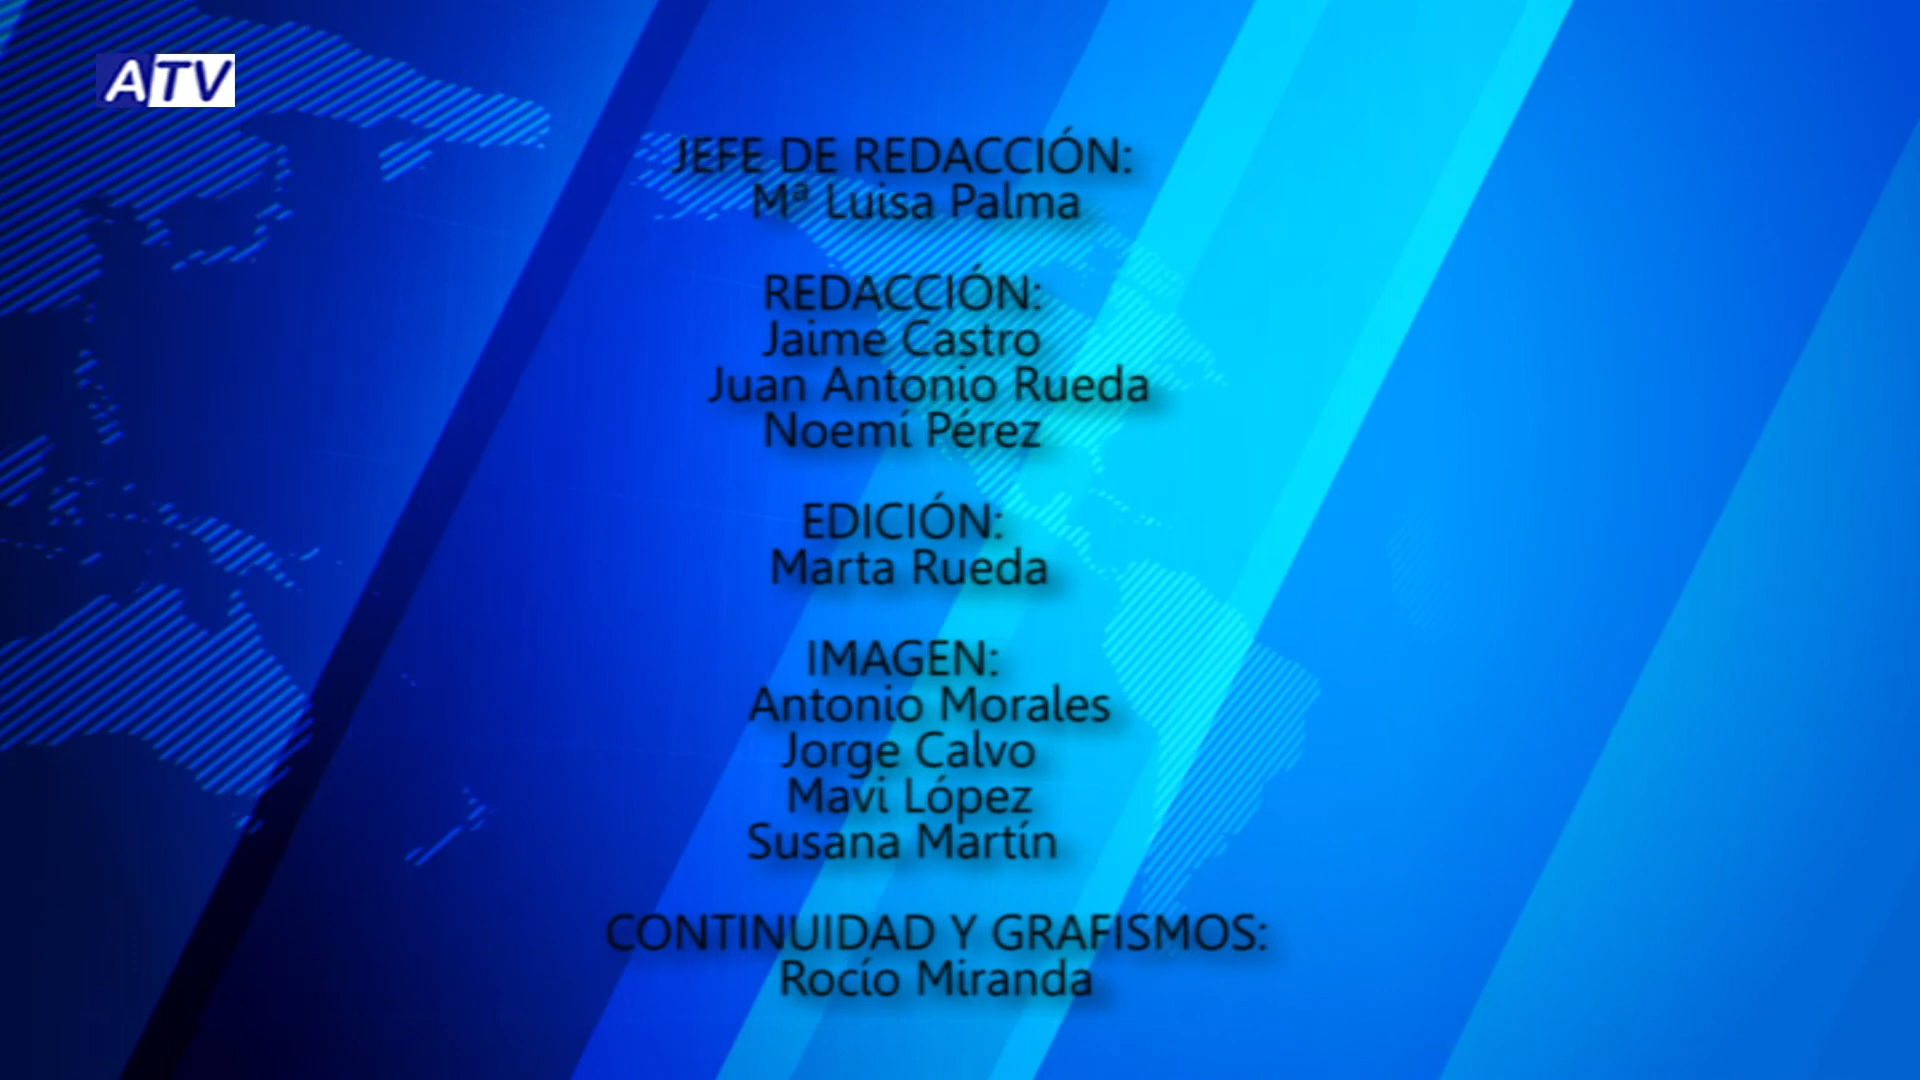 ATV
JEFE DE REDACCIÓN:
Mª Luisa Palma
REDACCIÓN:
Jaime Castro
Juan Antonio Rueda
Noemí Pérez
EDICIÓN:
Marta Rueda
IMAGEN:
Antonio Morales
Jorge Calvo
Mavi López
Susana Martín
CONTINUIDAD Y GRAFISMOS:
Rocío Miranda